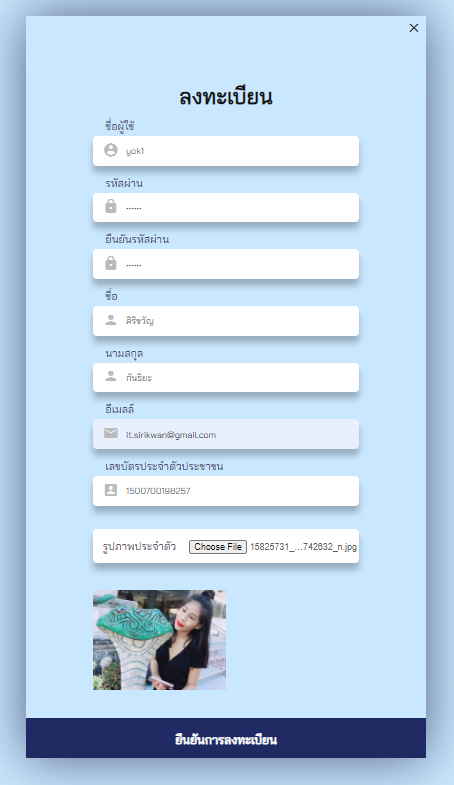 ลงทะเบียน
ชื่อผู้ใช้
yok1
รหัสผ่าน
••••••
ยืนยันรหัสผ่าน
••••••
ชื่อ
ศิริขวัญ
นามสกุล
กันธิยะ
อีเมลล์
it.sirikwan@gmail.com
เลขบัตรประจำตัวประชาชน
1500700198257
รูปภาพประจำตัว Choose File 15825731_...742632_n.jpg
ยืนยันการลงทะเบียน